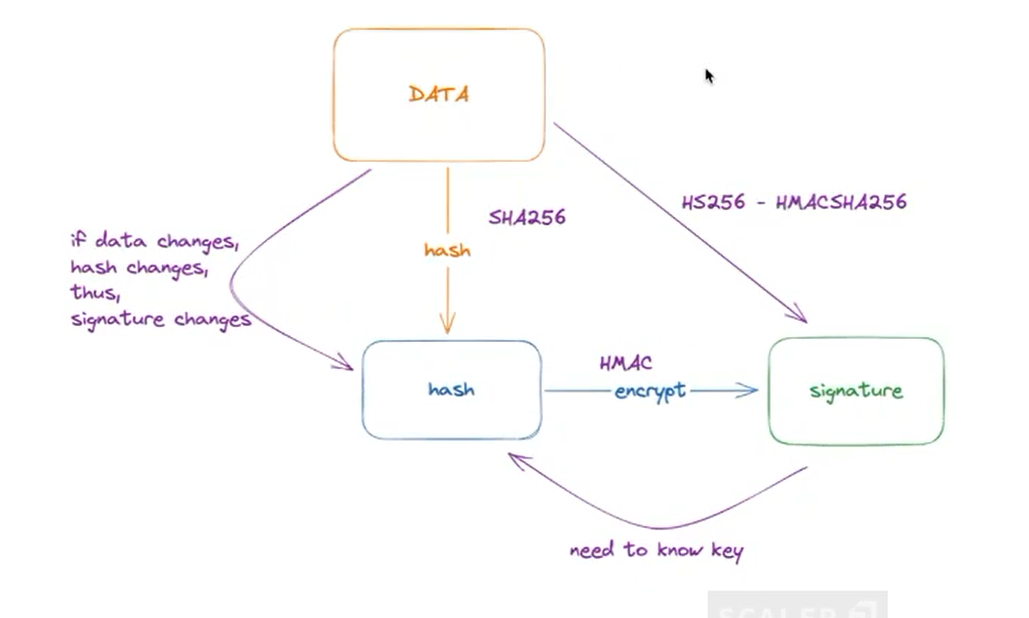 DATA
HS256 - HMACSHA256
SHA256
if data changes,
hash changes,
thus,
signature changes
hash
hash
HMAC
encrypt
signature
need to know key
SCALER